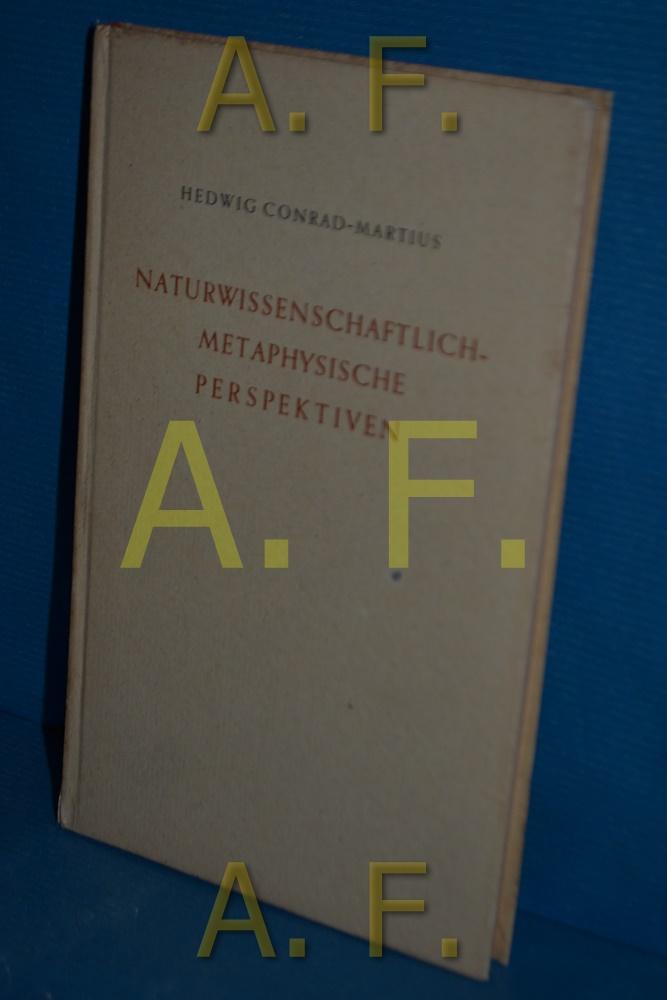 A. F.
HEDWIG CONRAD-MARTIUS
NATURWISSENSCHAFTLICH-
METAPHYSISCHE
PERSPEKTIVEN
A. F.
A. F.